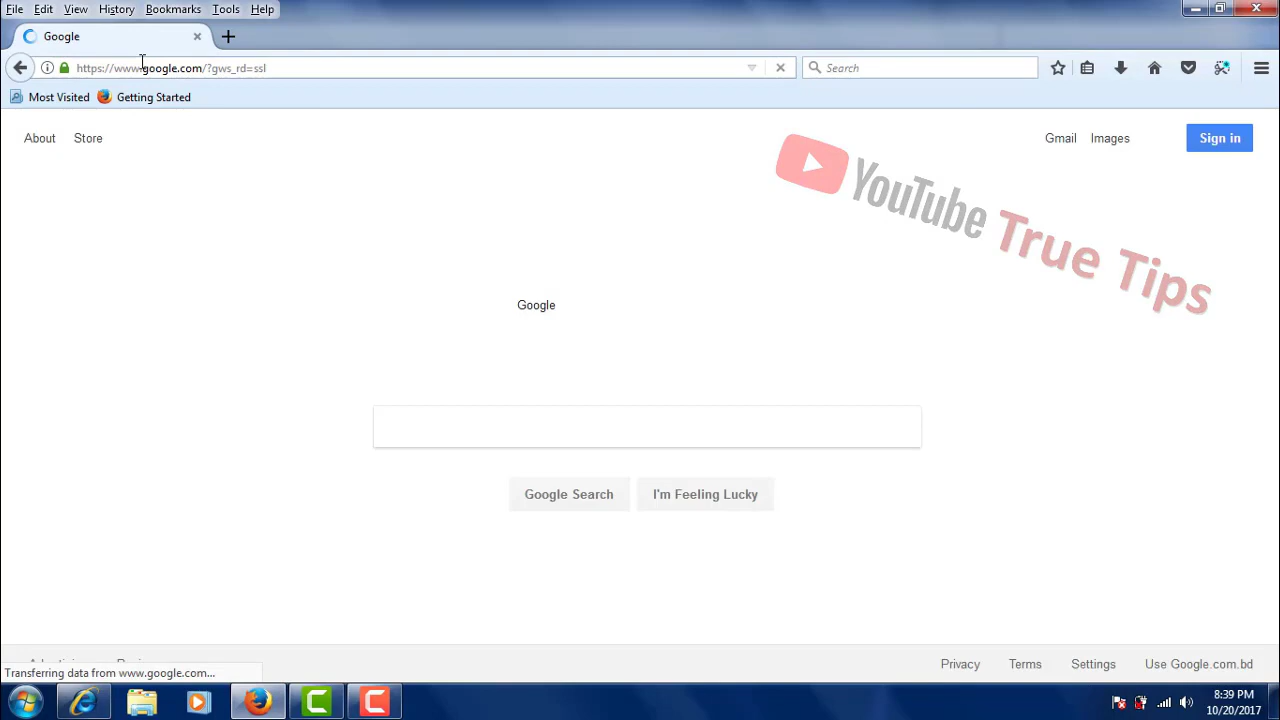 File Edit View History Bookmarks Tools Help
Google
https://www.google.com/?gws_rd=ssl
Search
Most Visited Getting Started
About Store
Gmail Images Sign in
YouTube True Tips
Google
Google Search I'm Feeling Lucky
Privacy Terms Settings Use Google.com.bd
Transferring data from www.google.com...
8:39 PM
10/20/2017